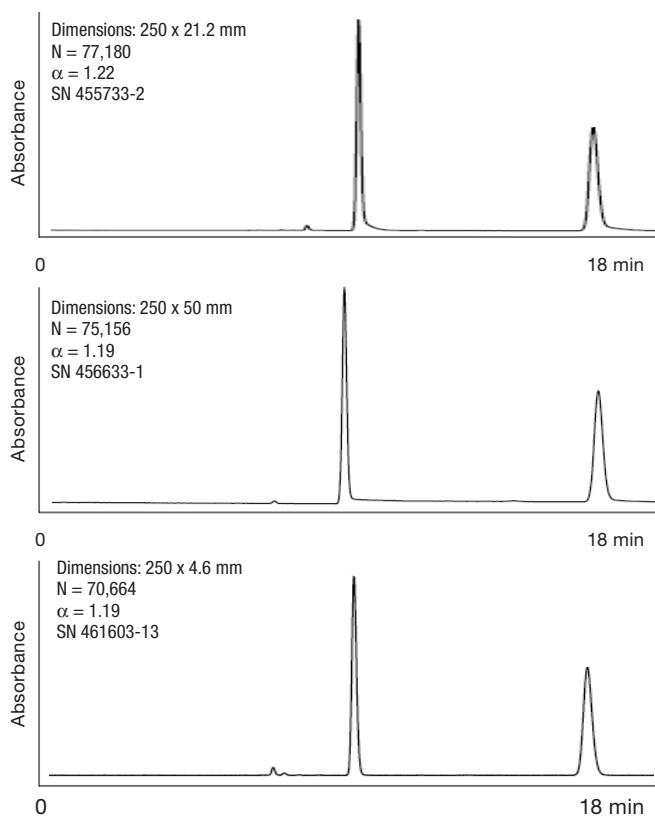 Dimensions: 250 x 21.2 mm
N = 77,180
α = 1.22
SN 455733-2
Absorbance
0 18 min
Dimensions: 250 x 50 mm
N = 75,156
α = 1.19
SN 456633-1
Absorbance
0 18 min
Dimensions: 250 x 4.6 mm
N = 70,664
α = 1.19
SN 461603-13
Absorbance
0 18 min